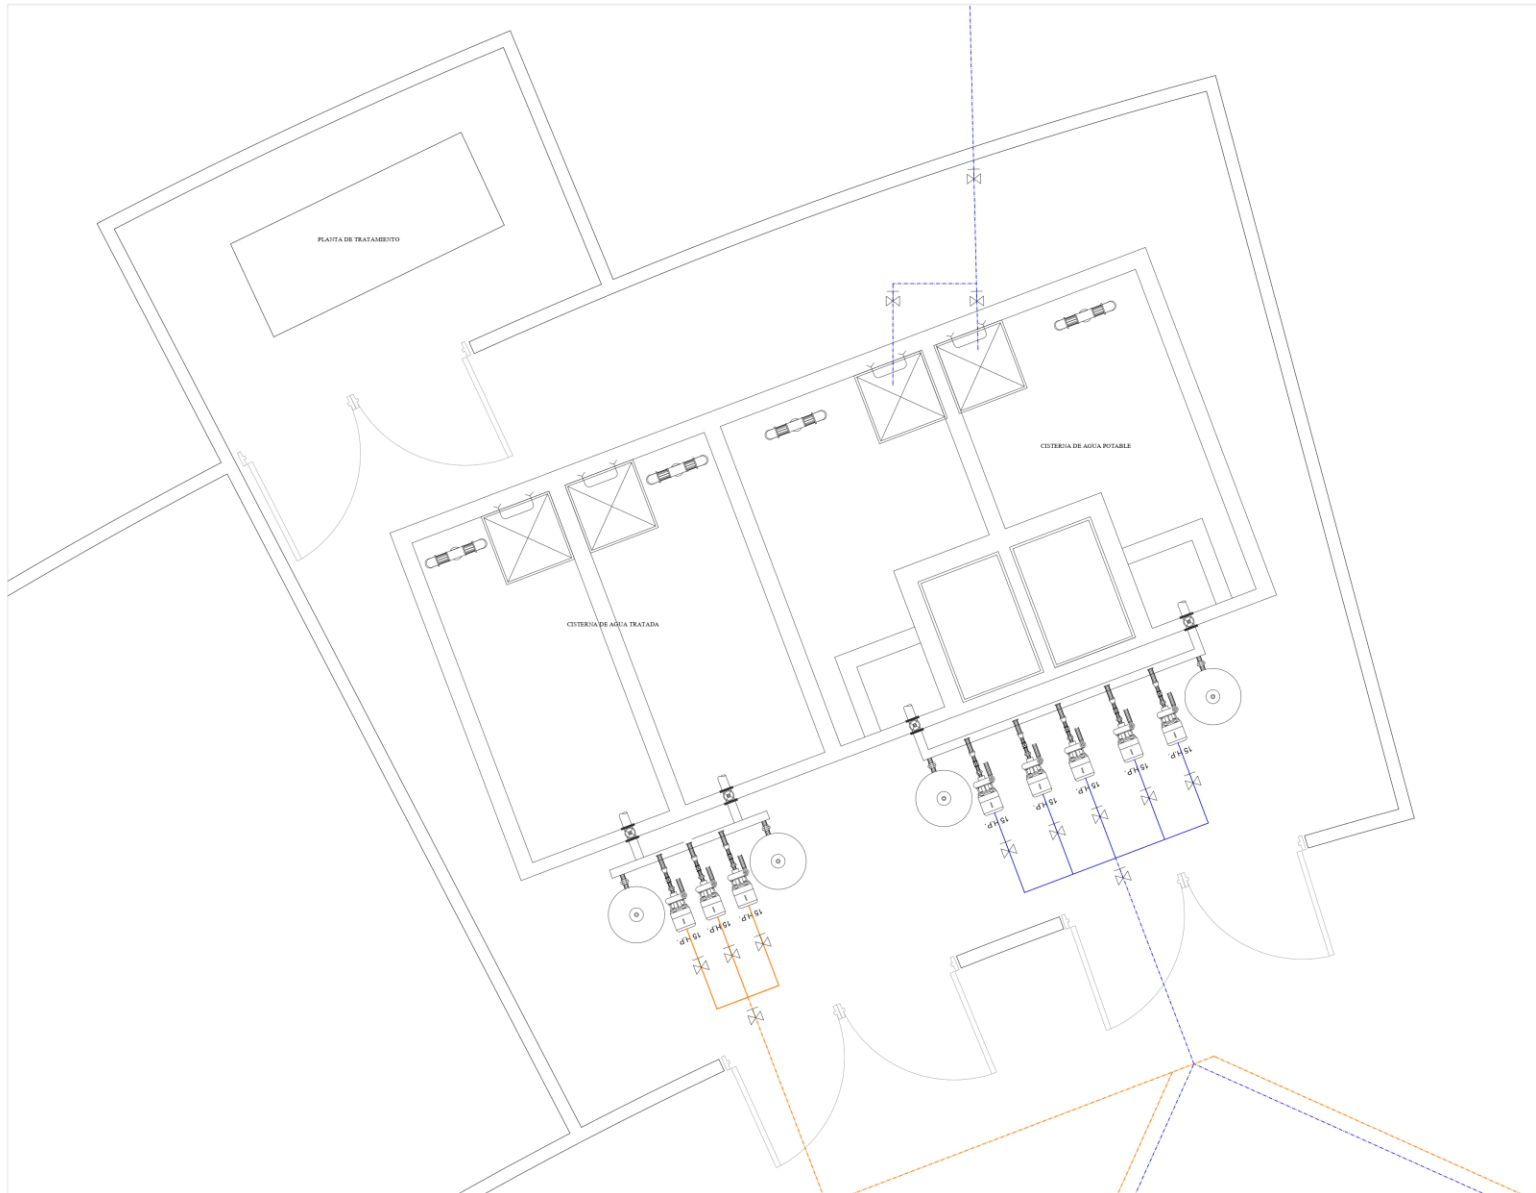 PLANTA DE TRATAMIENTO
CISTERNA DE AGUA POTABLE
CISTERNA DE AGUA TRATADA
15 H.P.
15 H.P.
15 H.P.
15 H.P.
15 H.P.
15 H.P.
15 H.P.
15 H.P.